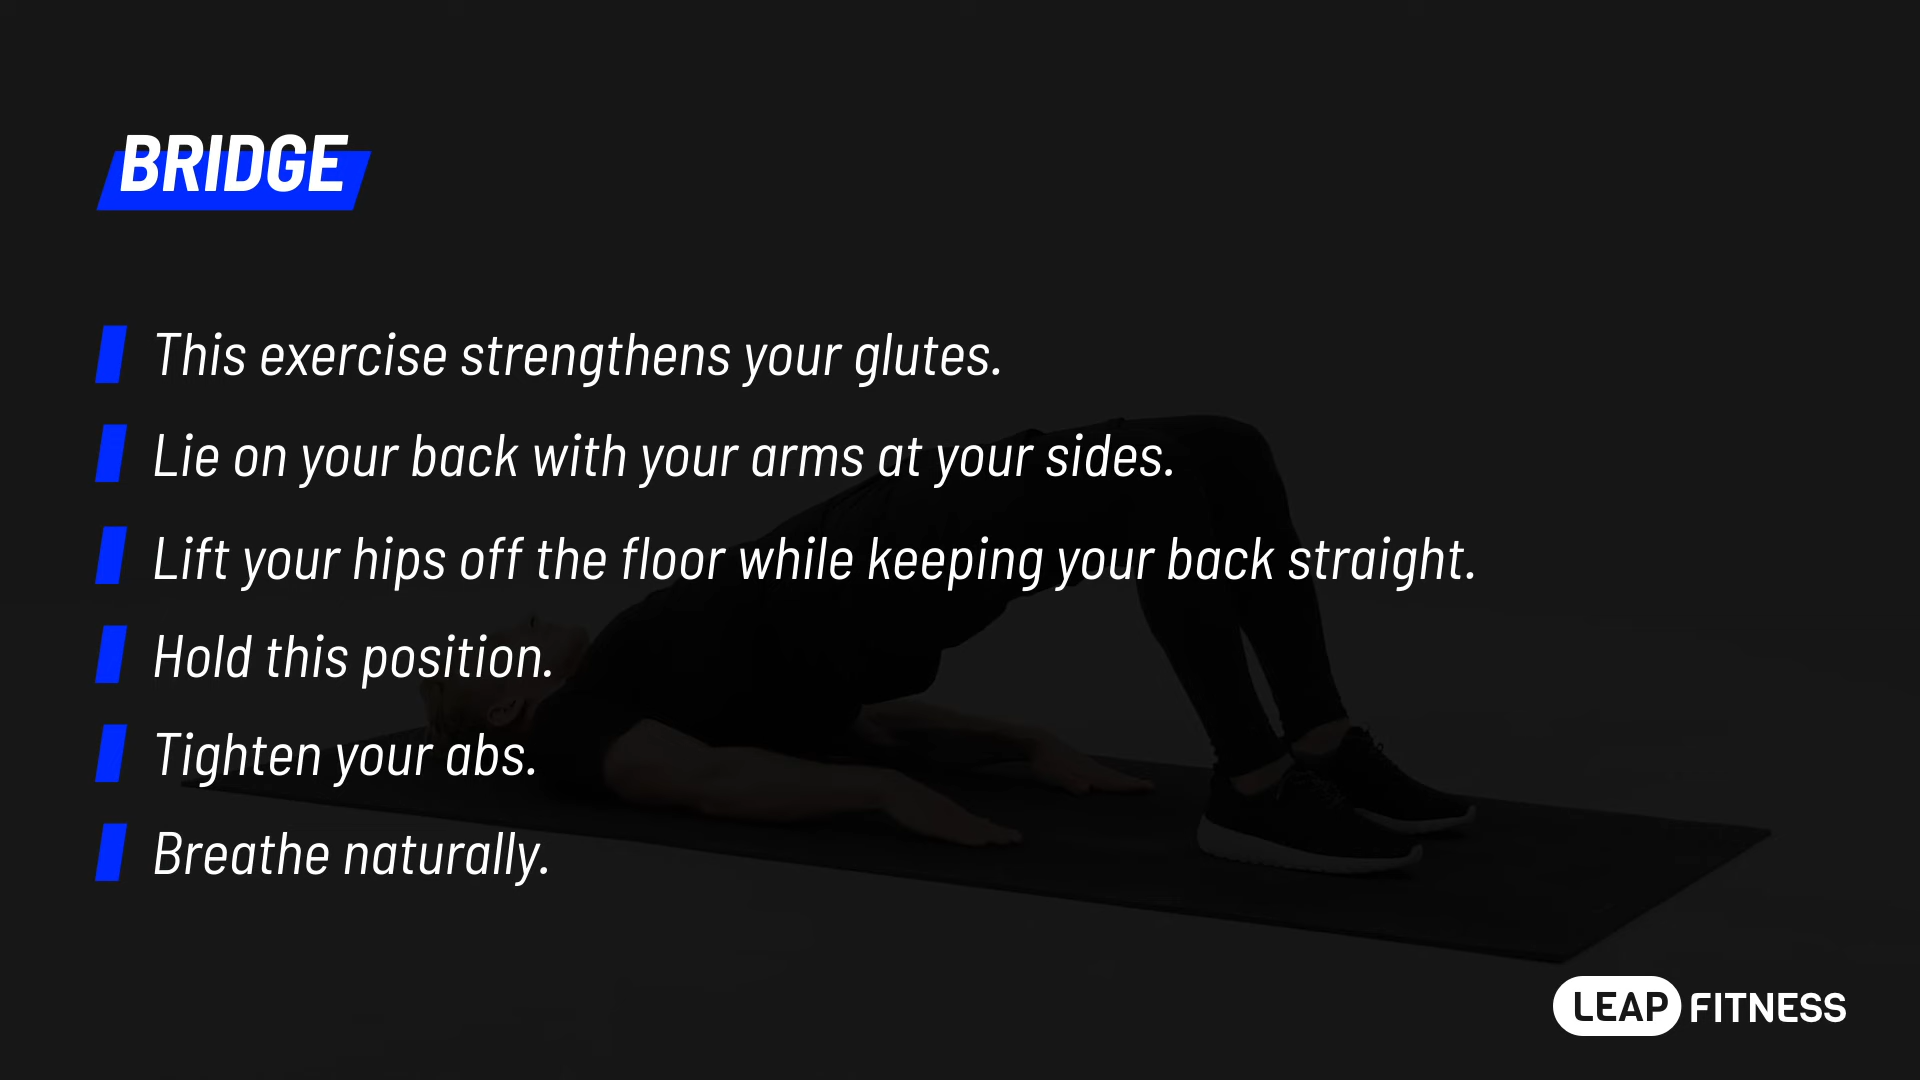 BRIDGE
This exercise strengthens your glutes.
Lie on your back with your arms at your sides.
Lift your hips off the floor while keeping your back straight.
Hold this position.
Tighten your abs.
Breathe naturally.
LEAP FITNESS